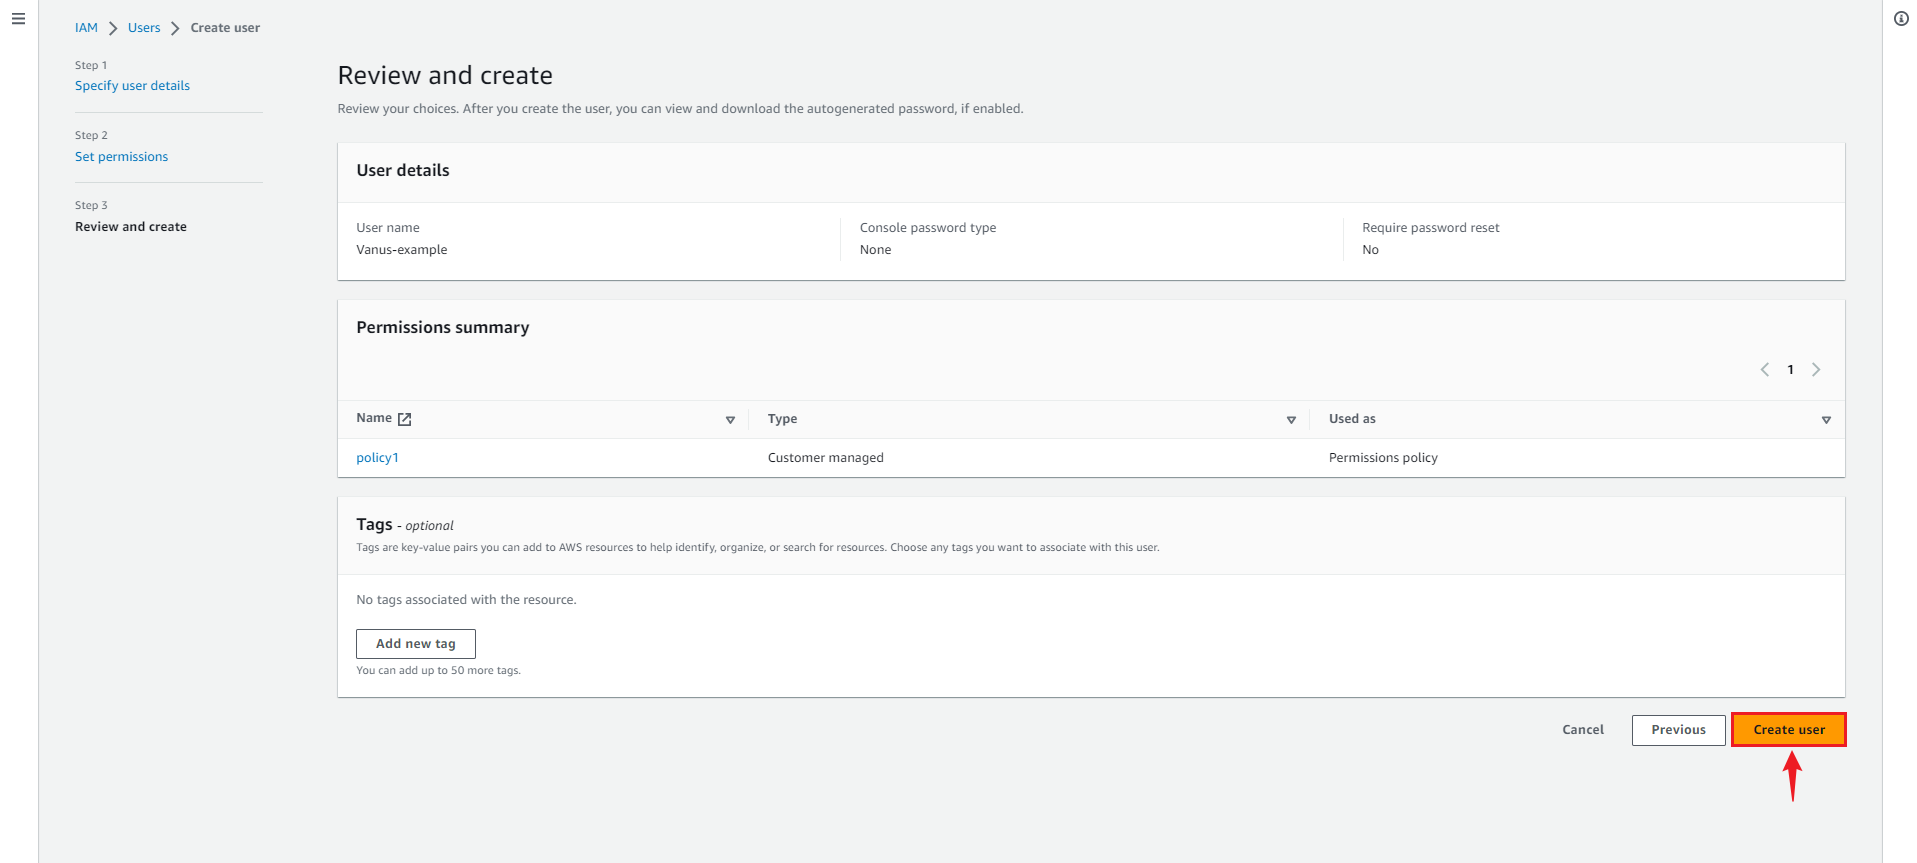 IAM > Users > Create user
Step 1
Specify user details
Step 2
Set permissions
Step 3
Review and create
Review and create
Review your choices. After you create the user, you can view and download the autogenerated password, if enabled.
User details
User name
Vanus-example
Console password type
None
Require password reset
No
Permissions summary
1
Name Type Used as
policy1 Customer managed Permissions policy
Tags - optional
Tags are key-value pairs you can add to AWS resources to help identify, organize, or search for resources. Choose any tags you want to associate with this user.
No tags associated with the resource.
Add new tag
You can add up to 50 more tags.
Cancel Previous Create user